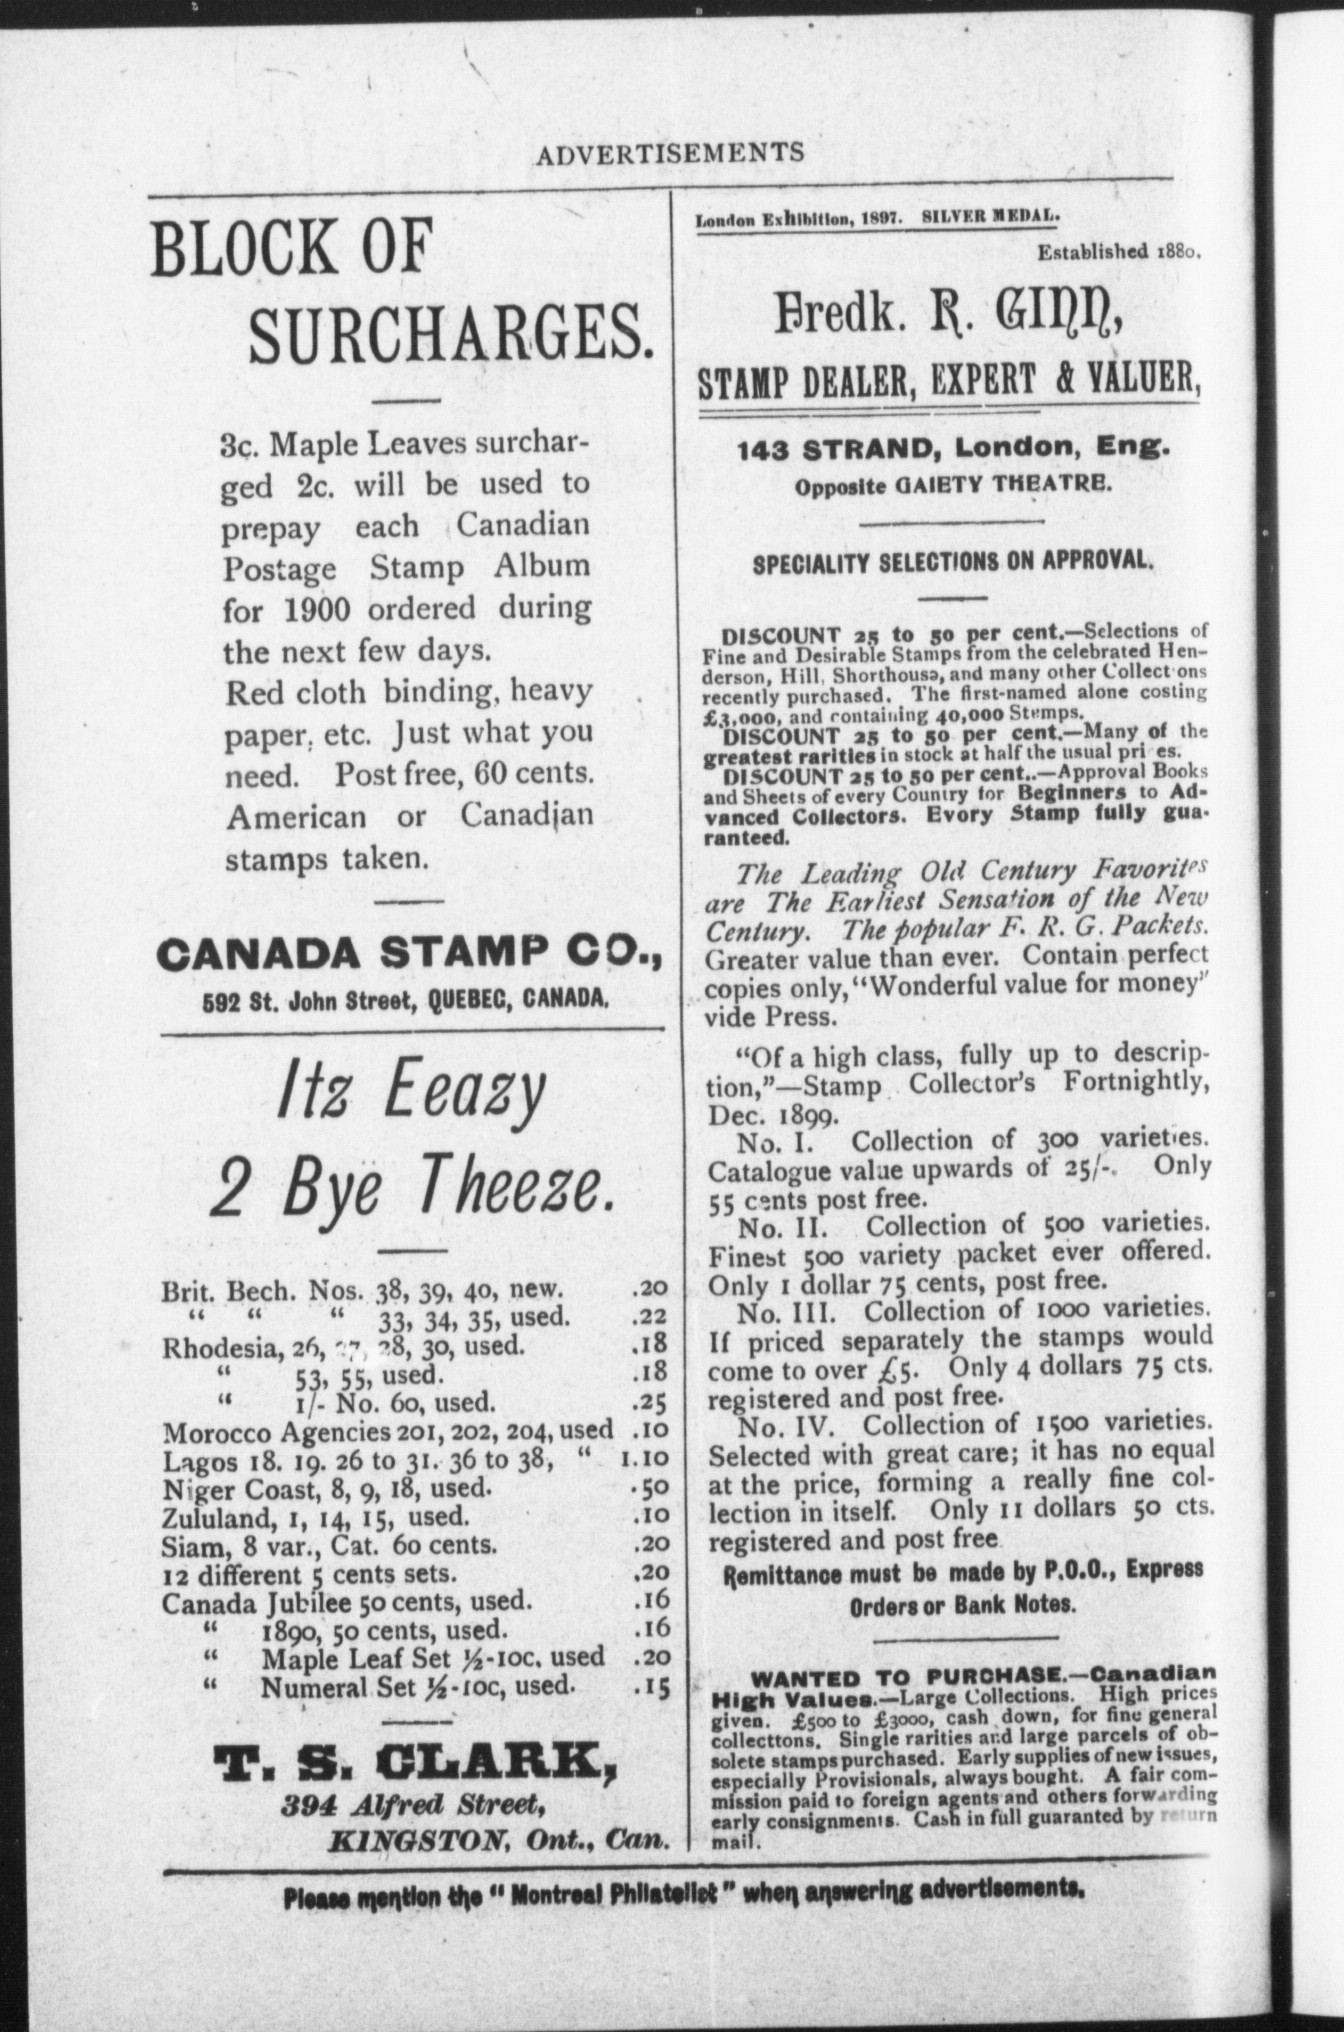 ADVERTISEMENTS
BLOCK OF
SURCHARGES.
3c. Maple Leaves surchar-
ged 2c. will be used to
prepay each Canadian
Postage Stamp Album
for 1900 ordered during
the next few days.
Red cloth binding, heavy
paper, etc. Just what you
need. Post free, 60 cents.
American or Canadian
stamps taken.
CANADA STAMP CO.,
592 St. John Street, QUEBEC, CANADA.
Itz Eeazy
2 Bye Theeze.
Brit. Bech. Nos. 38, 39, 40, new. .20
“ “ “ 33, 34, 35, used. .22
Rhodesia, 26, 27, 28, 30, used. .18
“ 53, 55, used. .18
“ 1/- No. 60, used. .25
Morocco Agencies 201, 202, 204, used .10
Lagos 18. 19. 26 to 31. 36 to 38, “ 1.10
Niger Coast, 8, 9, 18, used. .50
Zululand, 1, 14, 15, used. .10
Siam, 8 var., Cat. 60 cents. .20
12 different 5 cents sets. .20
Canada Jubilee 50 cents, used. .16
“ 1890, 50 cents, used. .16
“ Maple Leaf Set ½-10c. used .20
“ Numeral Set ½-10c, used. .15
T. S. CLARK,
394 Alfred Street,
KINGSTON, Ont., Can.
London Exhibition, 1897. SILVER MEDAL.
Established 1880.
Fredk. R. GINN,
STAMP DEALER, EXPERT & VALUER,
143 STRAND, London, Eng.
Opposite GAIETY THEATRE.
SPECIALITY SELECTIONS ON APPROVAL.
DISCOUNT 25 to 50 per cent.—Selections of
Fine and Desirable Stamps from the celebrated Hen-
derson, Hill, Shorthouse, and many other Collect ons
recently purchased. The first-named alone costing
£3,000, and containing 40,000 Stemps.
DISCOUNT 25 to 50 per cent.—Many of the
greatest rarities in stock at half the usual pri es.
DISCOUNT 25 to 50 per cent..—Approval Books
and Sheets of every Country for Beginners to Ad-
vanced Collectors. Evory Stamp fully gua-
ranteed.
The Leading Old Century Favorites
are The Earliest Sensation of the New
Century. The popular F. R. G. Packets.
Greater value than ever. Contain perfect
copies only, “Wonderful value for money”
vide Press.
“Of a high class, fully up to descrip-
tion,”—Stamp Collector's Fortnightly,
Dec. 1899.
No. I. Collection of 300 varieties.
Catalogue value upwards of 25/-. Only
55 cents post free.
No. II. Collection of 500 varieties.
Finest 500 variety packet ever offered.
Only 1 dollar 75 cents, post free.
No. III. Collection of 1000 varieties.
If priced separately the stamps would
come to over £5. Only 4 dollars 75 cts.
registered and post free.
No. IV. Collection of 1500 varieties.
Selected with great care; it has no equal
at the price, forming a really fine col-
lection in itself. Only 11 dollars 50 cts.
registered and post free
Remittance must be made by P.O.O., Express
Orders or Bank Notes.
WANTED TO PURCHASE.—Canadian
High Values.—Large Collections. High prices
given. £500 to £3000, cash down, for fine general
collecttons. Single rarities and large parcels of ob-
solete stamps purchased. Early supplies of new issues,
especially Provisionals, always bought. A fair com-
mission paid to foreign agents and others forwarding
early consignments. Cash in full guaranted by return
mail.
Please mention the “Montreal Philatelist” when answering advertisements.